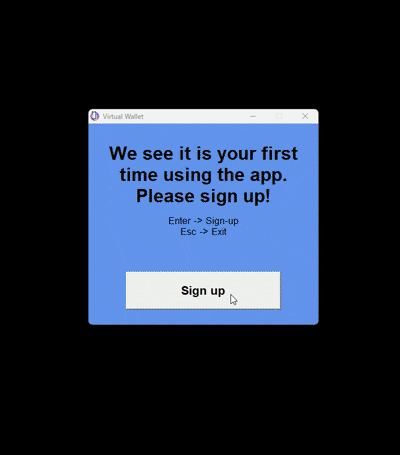 Virtual Wallet
We see it is your first
time using the app.
Please sign up!
Enter -> Sign-up
Esc -> Exit
Sign up